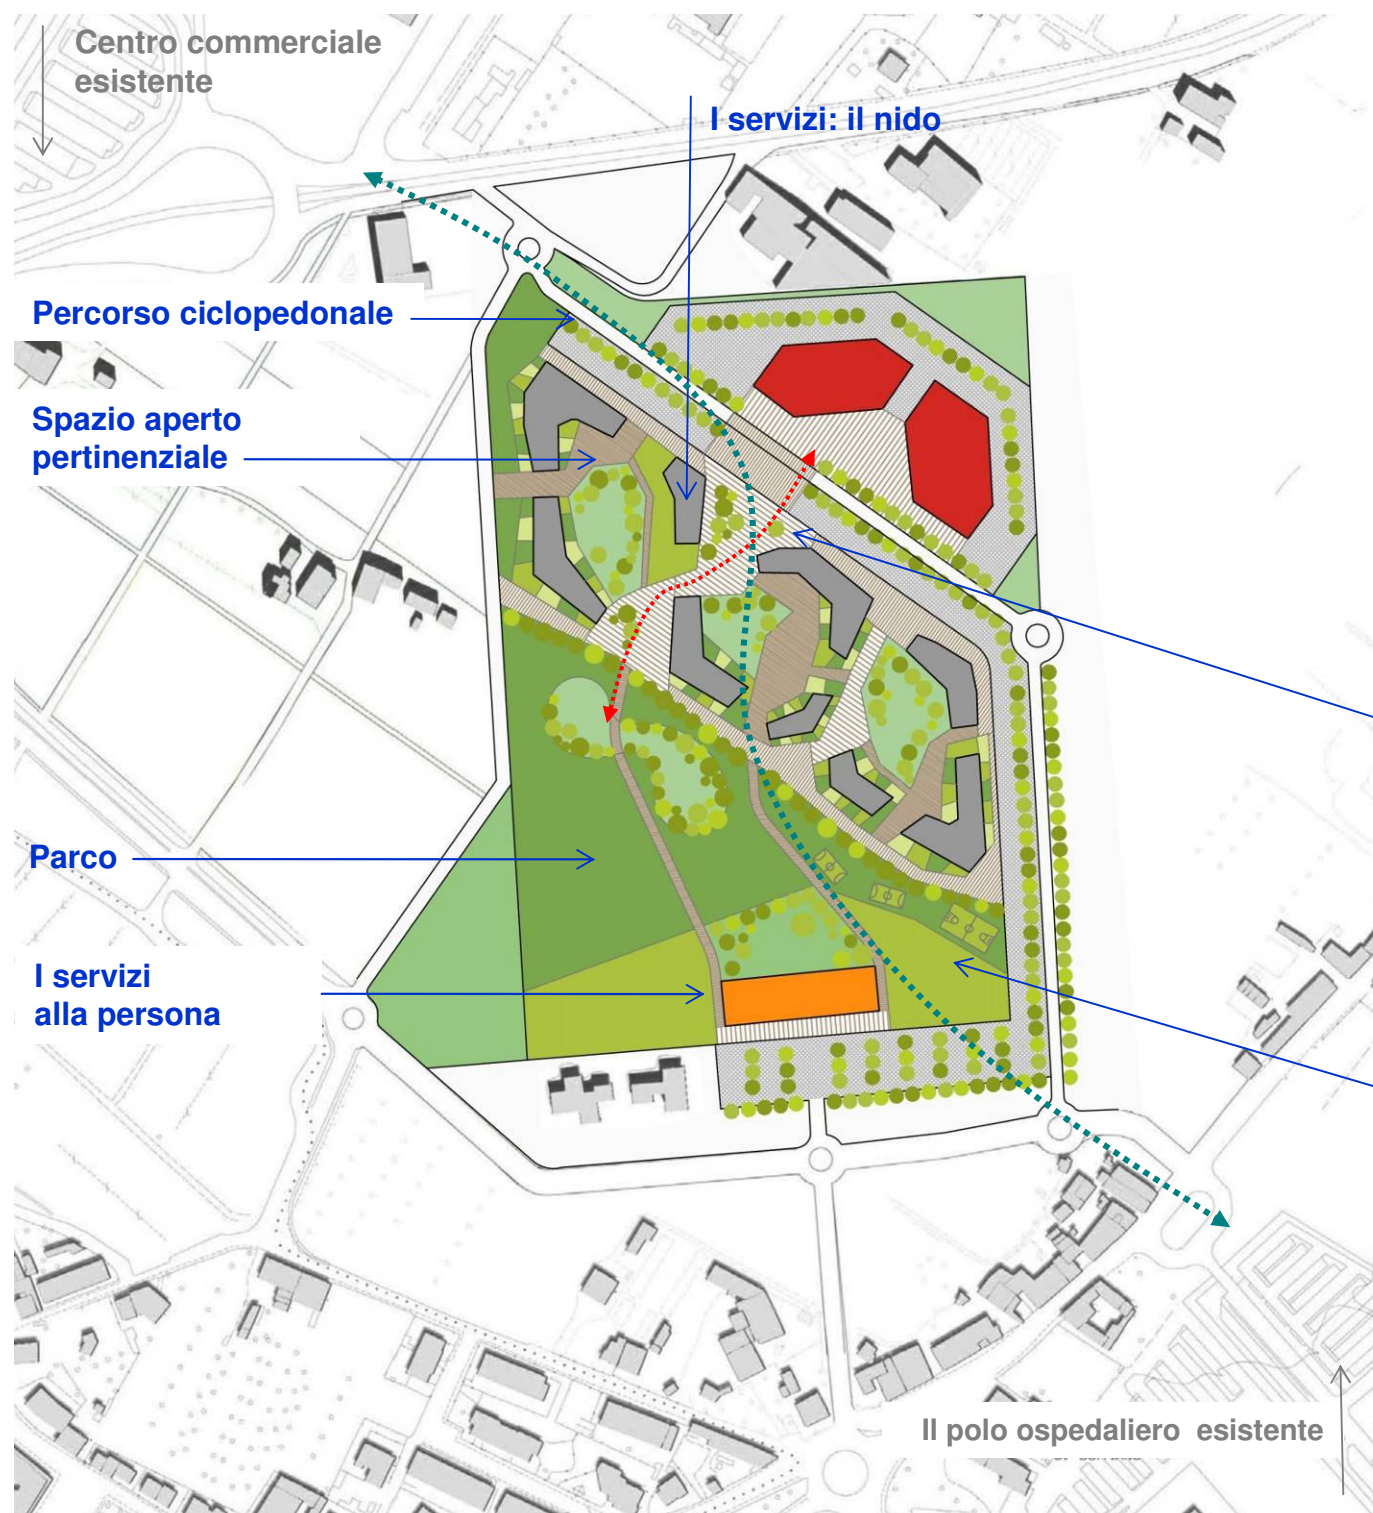 Centro commerciale
esistente
I servizi: il nido
Percorso ciclopedonale
Spazio aperto
pertinenziale
Parco
I servizi
alla persona
Il polo ospedaliero esistente